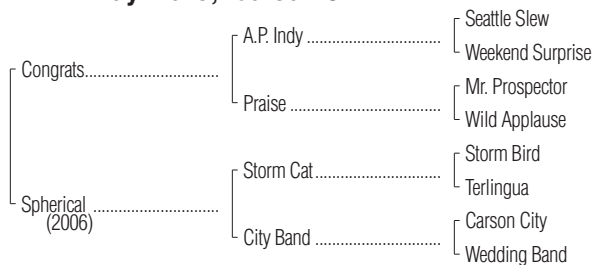 Seattle Slew
A.P. Indy
Weekend Surprise
Congrats
Mr. Prospector
Praise
Wild Applause
Storm Bird
Storm Cat
Terlingua
Spherical
(2006)
Carson City
City Band
Wedding Band